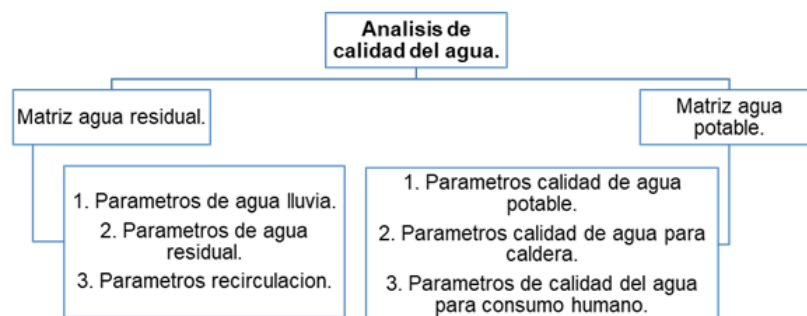 Analisis de
calidad del agua.
Matriz agua residual.
Matriz agua
potable.
1. Parametros de agua lluvia.
2. Parametros de agua
residual.
3. Parametros recirculacion.
1. Parametros calidad de agua
potable.
2. Parametros calidad de agua para
caldera.
3. Parametros de calidad del agua
para consumo humano.